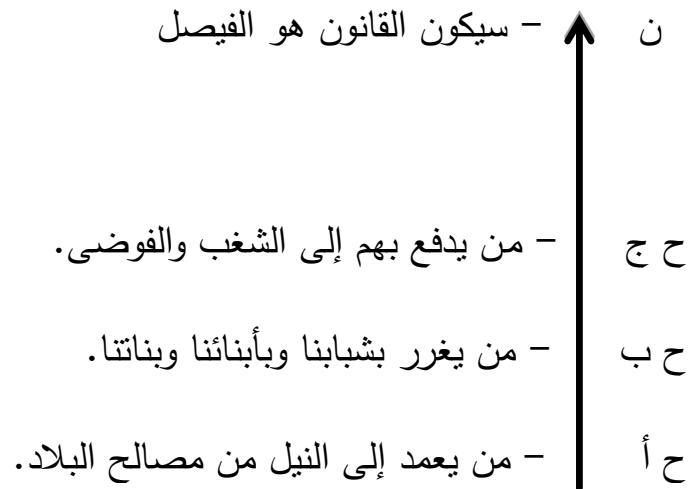 ن – سيكون القانون هو الفيصل
ح ج – من يدفع بهم إلى الشغب والفوضى.
ح ب – من يغرر بشبابنا وبأبنائنا وبناتنا.
ح أ – من يعمد إلى النيل من مصالح البلاد.